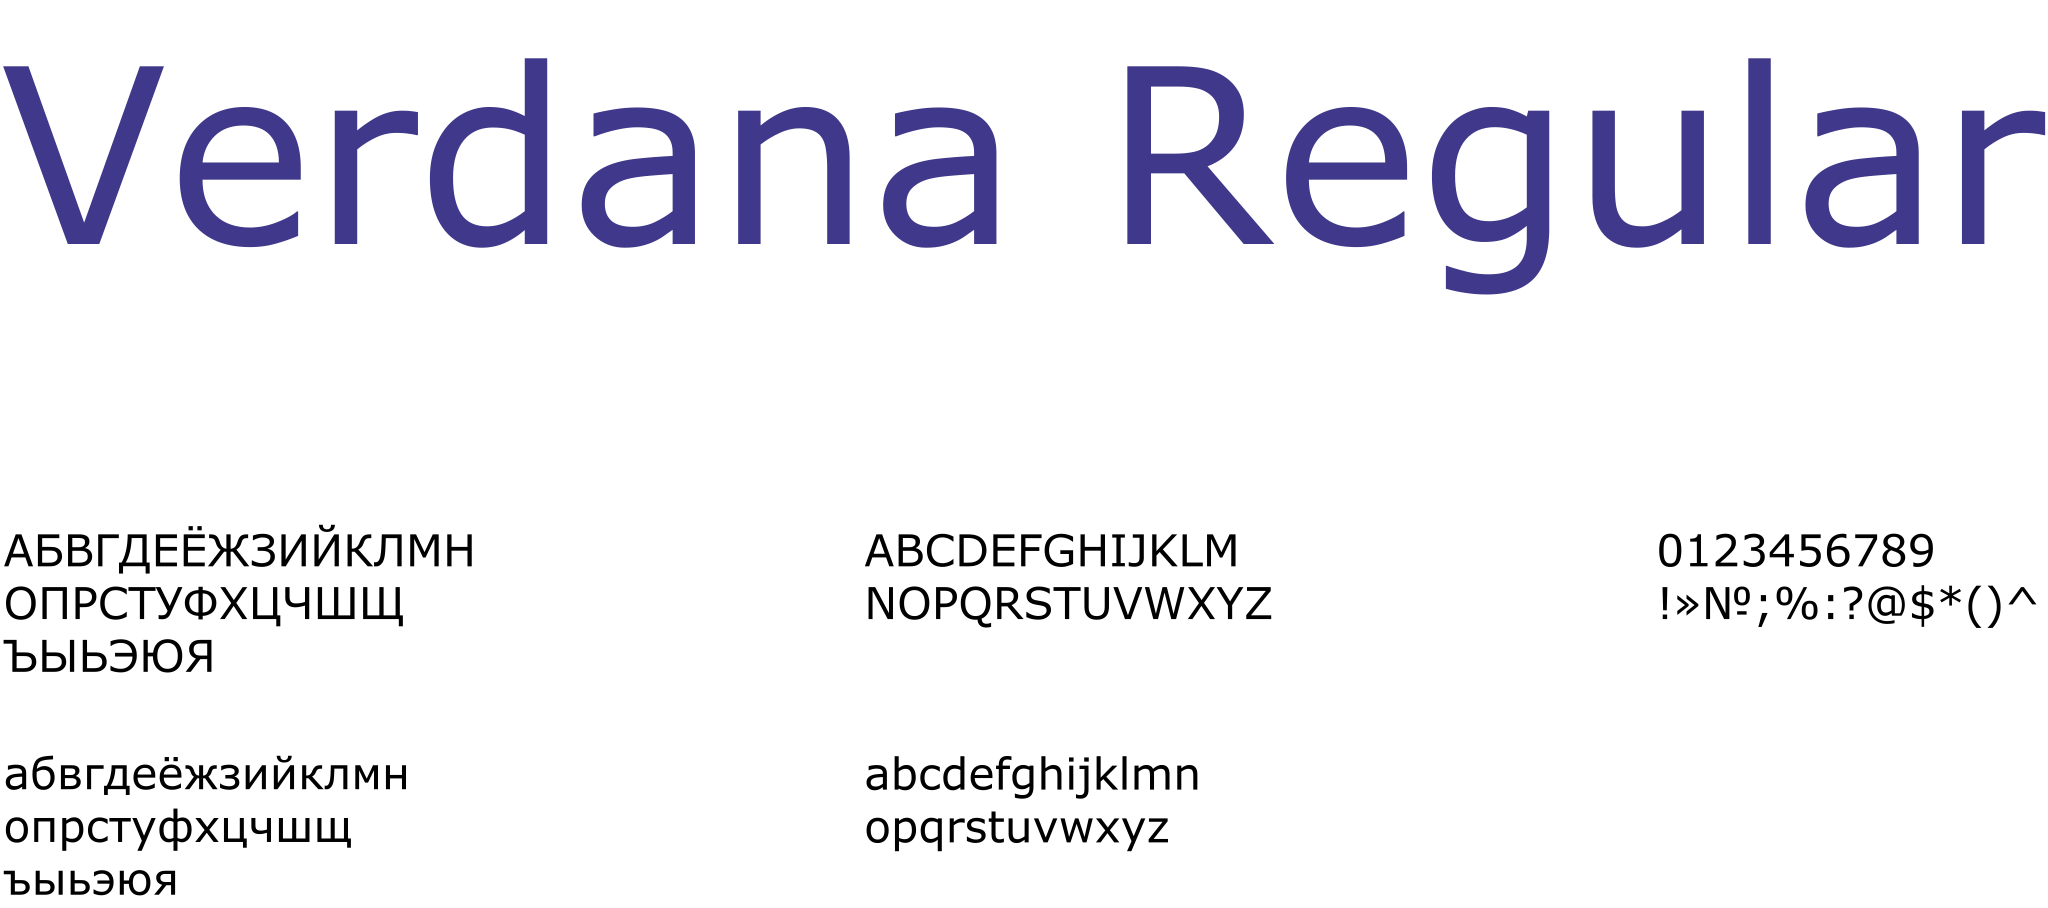 Verdana Regular
АБВГДЕЁЖЗИЙКЛМН
ОПРСТУФХЦЧШЩ
ЪЫЬЭЮЯ
абвгдеёжзийклмн
опрстуфхцчшщ
ъыьэюя
ABCDEFGHIJKLM
NOPQRSTUVWXYZ
abcdefghijklmn
opqrstuvwxyz
0123456789
!»№;%:?@$*()^